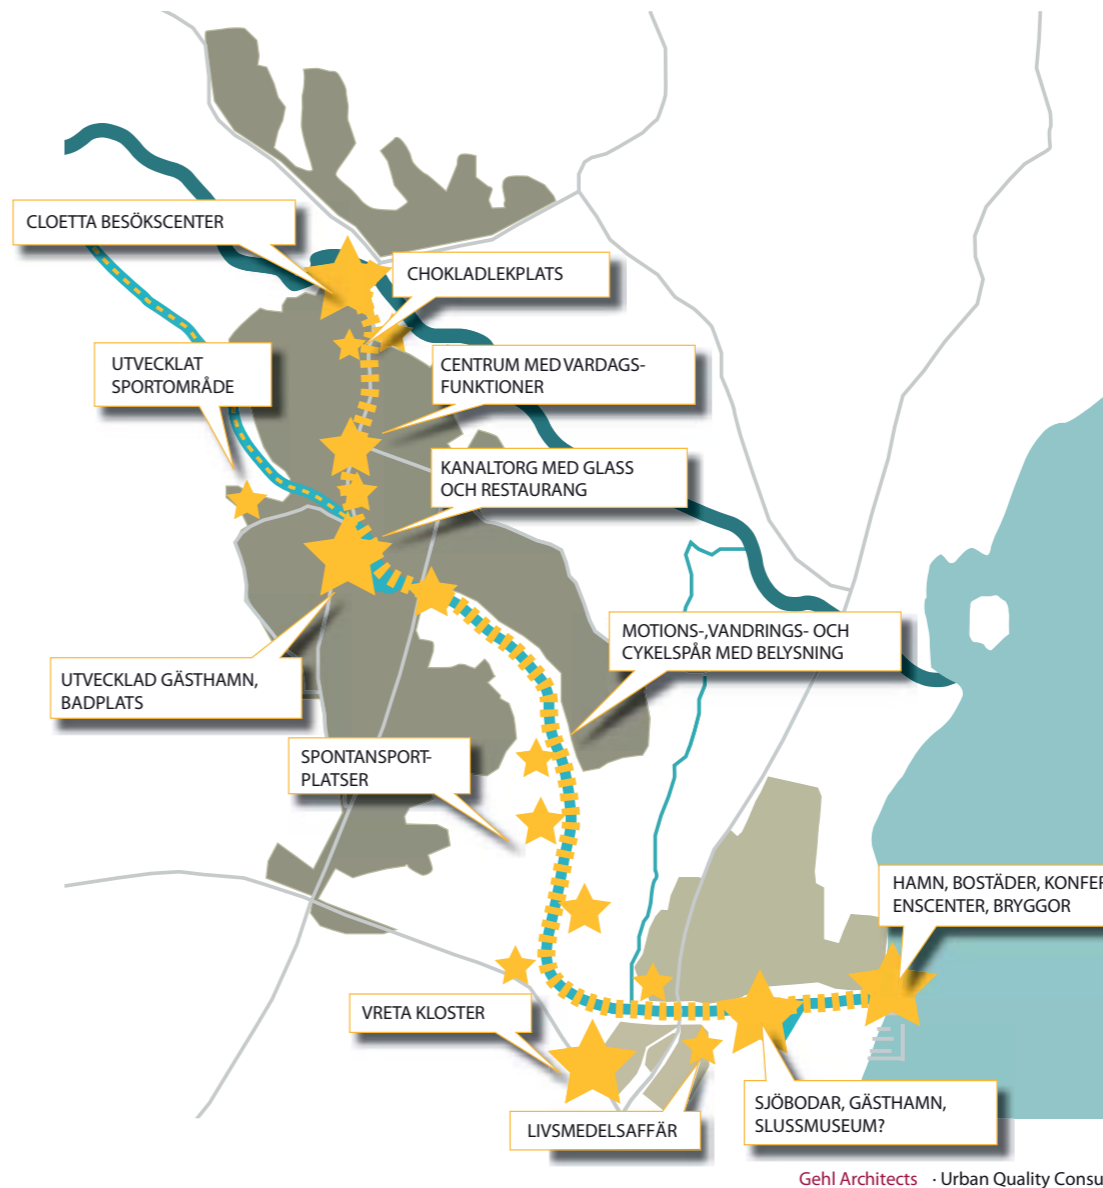 CLOETTA BESÖKSCENTER
CHOKLADLEKPLATS
UTVECKLAT
SPORTOMRÅDE
CENTRUM MED VARDAGS-
FUNKTIONER
KANALTORG MED GLASS
OCH RESTAURANG
MOTIONS-,VANDRINGS- OCH
CYKELSPÅR MED BELYSNING
UTVECKLAD GÄSTHAMN,
BADPLATS
SPONTANSPORT-
PLATSER
HAMN, BOSTÄDER, KONFER
ENSCENTER, BRYGGOR
VRETA KLOSTER
SJÖBODAR, GÄSTHAMN,
SLUSSMUSEUM?
LIVSMEDELSAFFÄR
Gehl Architects · Urban Quality Consu